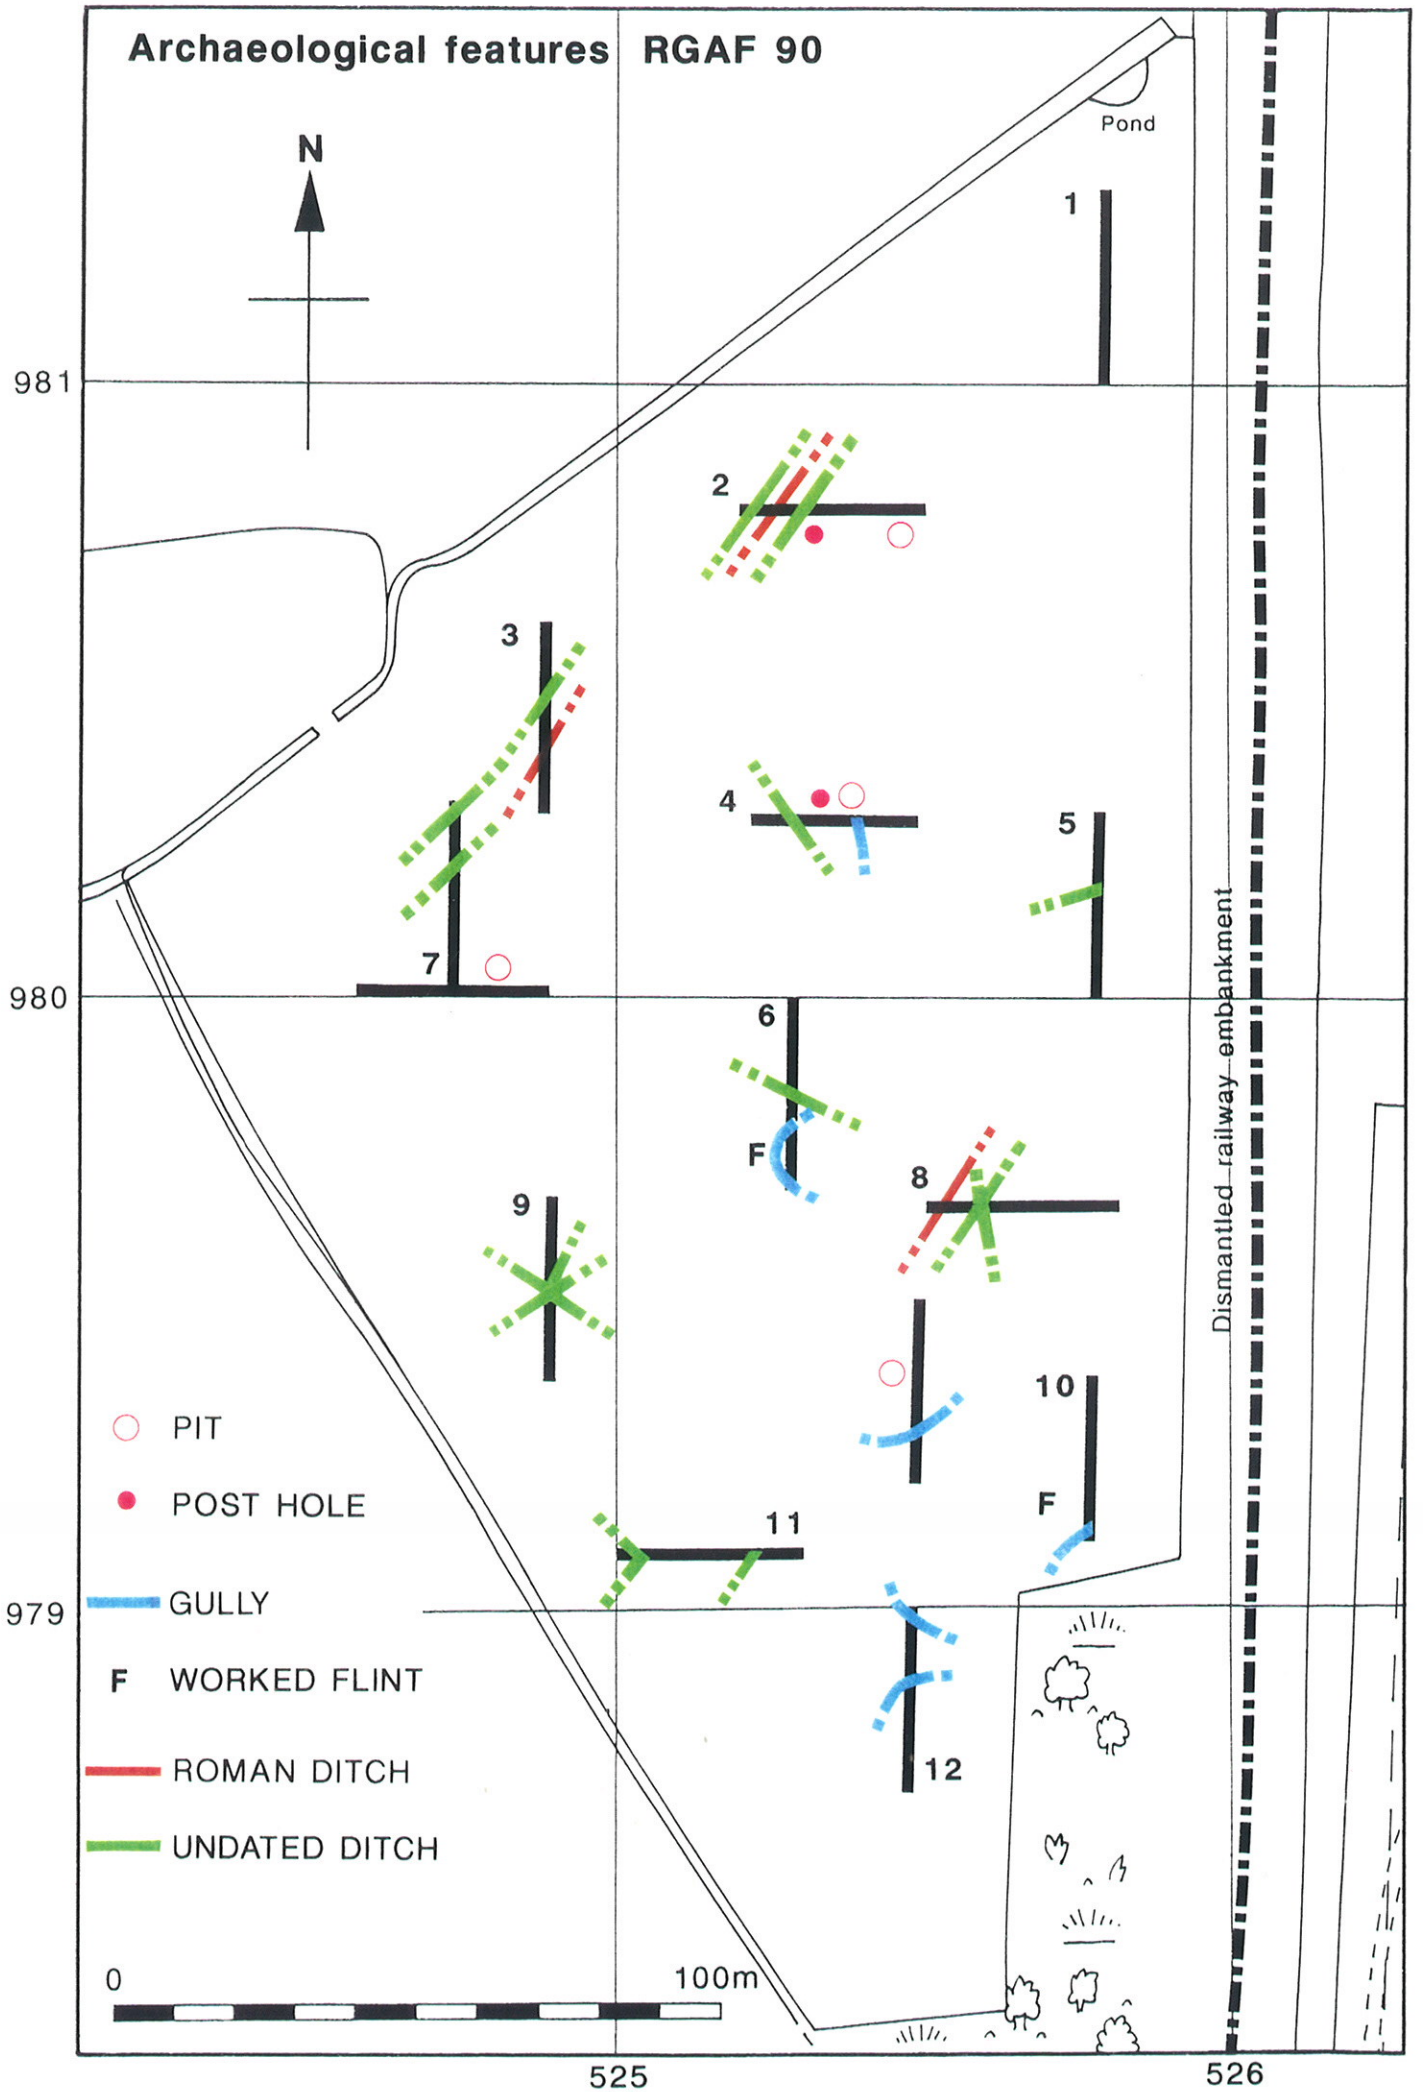 Archaeological features RGAF 90
N
Pond
1
981
2
3
4
5
7
980
6
Dismantled railway embankment
F
8
9
10
PIT
F
POST HOLE
11
GULLY
979
F WORKED FLINT
ROMAN DITCH
12
UNDATED DITCH
0 100m
525 526